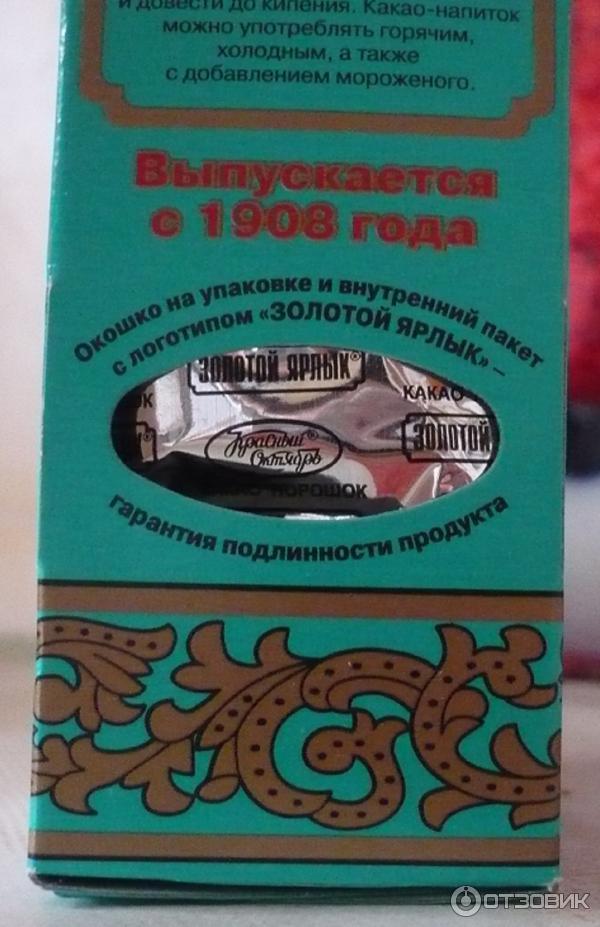 и довести до кипения. Какао-напиток
можно употреблять горячим,
холодным, а также
с добавлением мороженого.
Выпускается
с 1908 года
Окошко на упаковке и внутренний пакет
с логотипом «ЗОЛОТОЙ ЯРЛЫК» –
ЗОЛОТОЙ ЯРЛЫК®
ОК
КАКАО
Красный® Октябрь
ЗОЛОТОЙ
ПОРОШОК
гарантия подлинности продукта
ОТЗОВИК